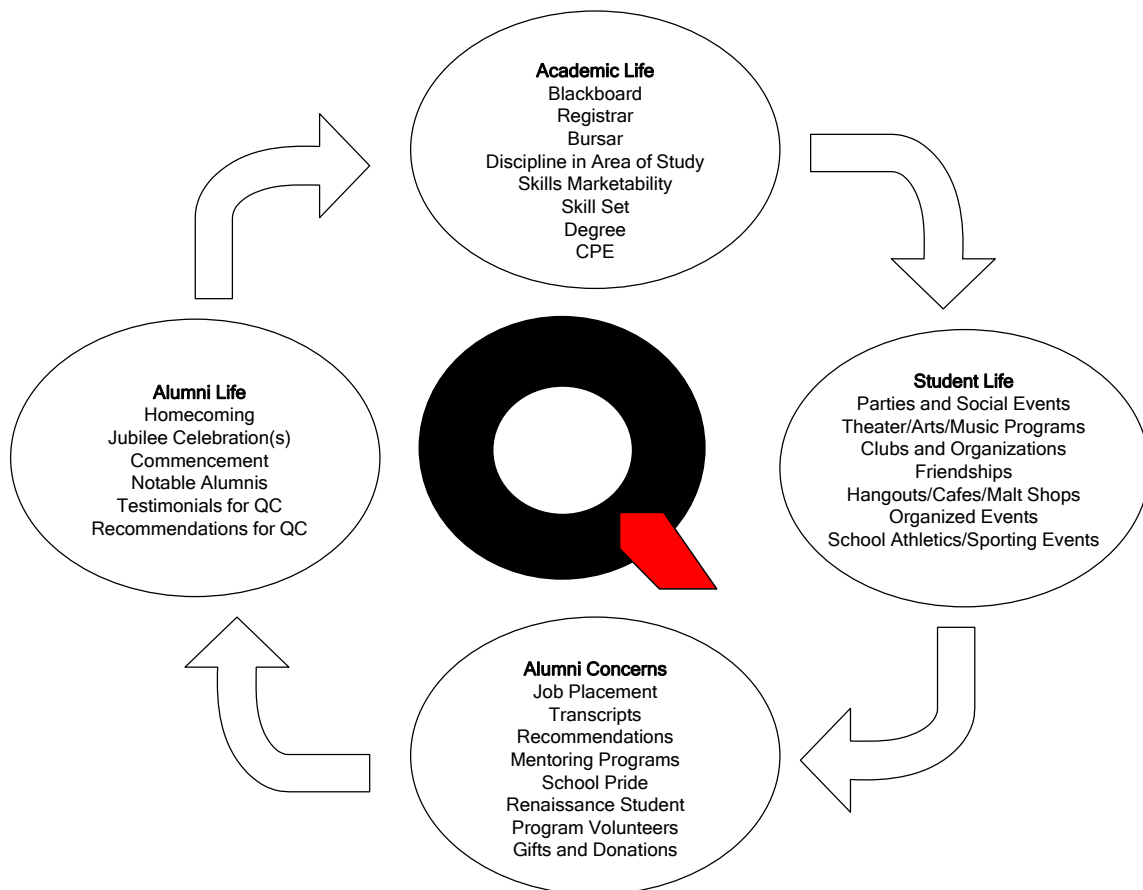 Academic Life
Blackboard
Registrar
Bursar
Discipline in Area of Study
Skills Marketability
Skill Set
Degree
CPE
Student Life
Parties and Social Events
Theater/Arts/Music Programs
Clubs and Organizations
Friendships
Hangouts/Cafes/Malt Shops
Organized Events
School Athletics/Sporting Events
Alumni Concerns
Job Placement
Transcripts
Recommendations
Mentoring Programs
School Pride
Renaissance Student
Program Volunteers
Gifts and Donations
Alumni Life
Homecoming
Jubilee Celebration(s)
Commencement
Notable Alumnis
Testimonials for QC
Recommendations for QC
Q